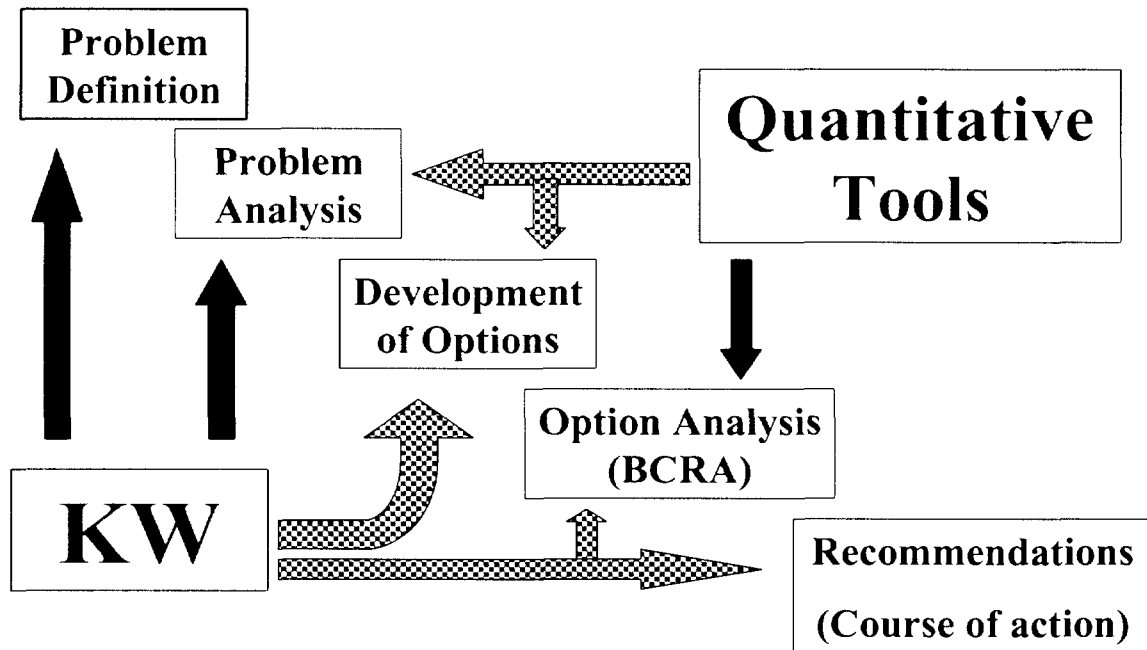 Problem
Definition
Quantitative
Tools
Problem
Analysis
Development
of Options
Option Analysis
(BCRA)
KW
Recommendations
(Course of action)